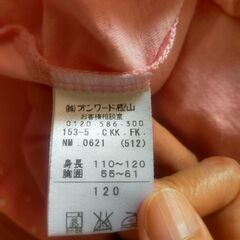 ㈱オンワード樫山
お客様相談室
0120-586-300
153-5 .CKK .FK.
NM .0621 (512)
身長 110～120
胸囲 55～61
120